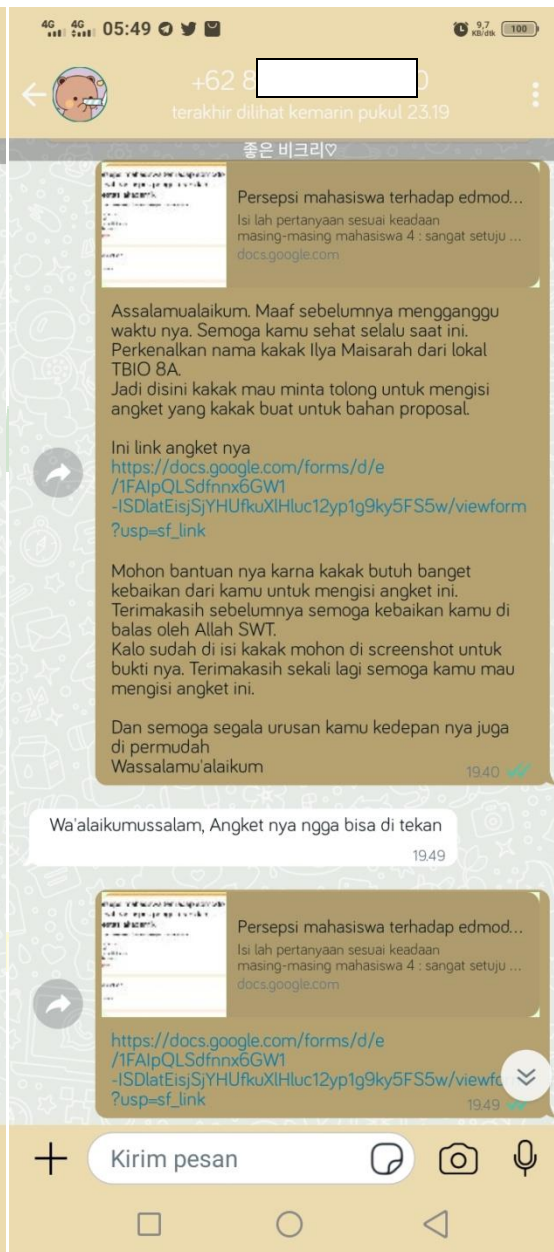 4G 4G 05:49 9,7 KB/dtk 100
+62 8 0
terakhir dilihat kemarin pukul 23.19
좋은 비크리♡
Persepsi mahasiswa terhadap edmod...
Isi lah pertanyaan sesuai keadaan
masing-masing mahasiswa 4 : sangat setuju ...
docs.google.com
Assalamualaikum. Maaf sebelumnya mengganggu
waktu nya. Semoga kamu sehat selalu saat ini.
Perkenalkan nama kakak Ilya Maisarah dari lokal
TBIO 8A.
Jadi disini kakak mau minta tolong untuk mengisi
angket yang kakak buat untuk bahan proposal.
Ini link angket nya
https://docs.google.com/forms/d/e
/1FAIpQLSdfnnx6GW1
-ISDlatEisjSjYHUfkuXlHluc12yp1g9ky5FS5w/viewform
?usp=sf_link
Mohon bantuan nya karna kakak butuh banget
kebaikan dari kamu untuk mengisi angket ini.
Terimakasih sebelumnya semoga kebaikan kamu di
balas oleh Allah SWT.
Kalo sudah di isi kakak mohon di screenshot untuk
bukti nya. Terimakasih sekali lagi semoga kamu mau
mengisi angket ini.
Dan semoga segala urusan kamu kedepan nya juga
di permudah
Wassalamu'alaikum
19.40
Wa'alaikumussalam, Angket nya ngga bisa di tekan
19.49
Persepsi mahasiswa terhadap edmod...
Isi lah pertanyaan sesuai keadaan
masing-masing mahasiswa 4 : sangat setuju ...
docs.google.com
https://docs.google.com/forms/d/e
/1FAIpQLSdfnnx6GW1
-ISDlatEisjSjYHUfkuXlHluc12yp1g9ky5FS5w/viewfo
?usp=sf_link
19.49
Kirim pesan